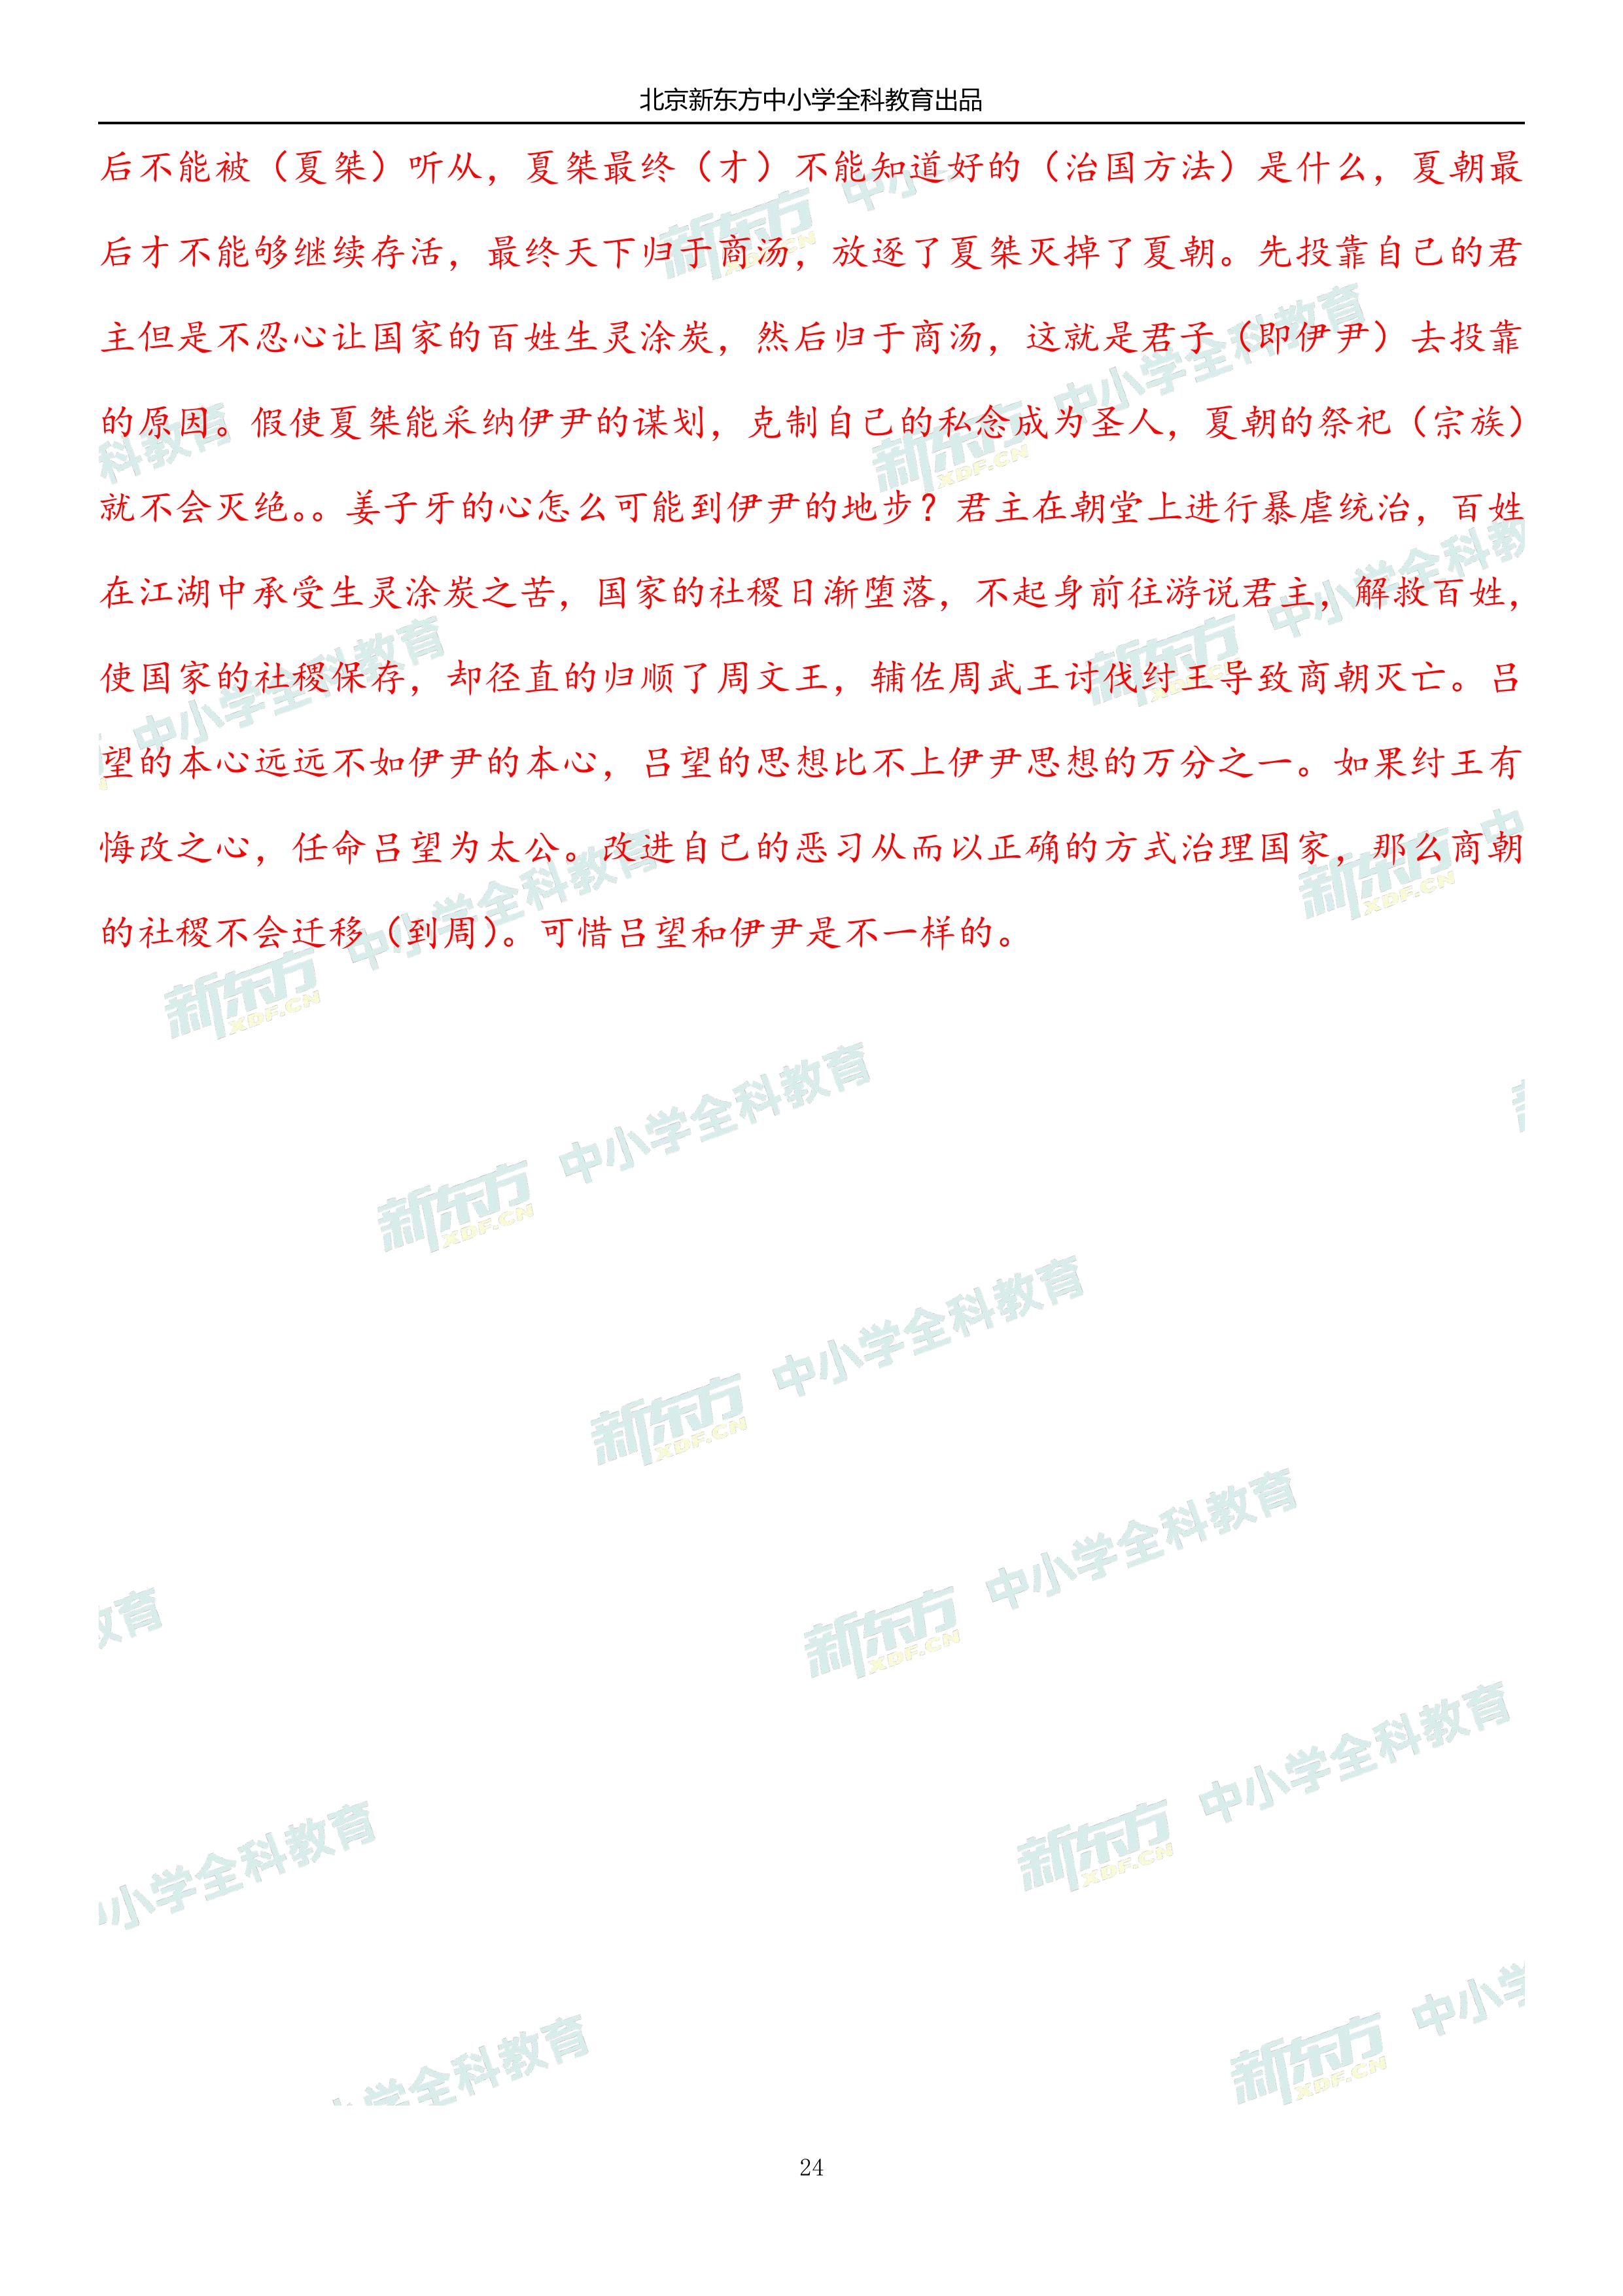 北京新东方中小学全科教育出品
后不能被（夏桀）听从，夏桀最终（才）不能知道好的（治国方法）是什么，夏朝最
后才不能够继续存活，最终天下归于商汤，放逐了夏桀灭掉了夏朝。先投靠自己的君
主但是不忍心让国家的百姓生灵涂炭，然后归于商汤，这就是君子（即伊尹）去投靠
的原因。假使夏桀能采纳伊尹的谋划，克制自己的私念成为圣人，夏朝的祭祀（宗族）
就不会灭绝。。姜子牙的心怎么可能到伊尹的地步？君主在朝堂上进行暴虐统治，百姓
在江湖中承受生灵涂炭之苦，国家的社稷日渐堕落，不起身前往游说君主，解救百姓，
使国家的社稷保存，却径直的归顺了周文王，辅佐周武王讨伐纣王导致商朝灭亡。吕
望的本心远远不如伊尹的本心，吕望的思想比不上伊尹思想的万分之一。如果纣王有
悔改之心，任命吕望为太公。改进自己的恶习从而以正确的方式治理国家，那么商朝
的社稷不会迁移（到周）。可惜吕望和伊尹是不一样的。
新东方 XDF.CN 中小学全科教育
24